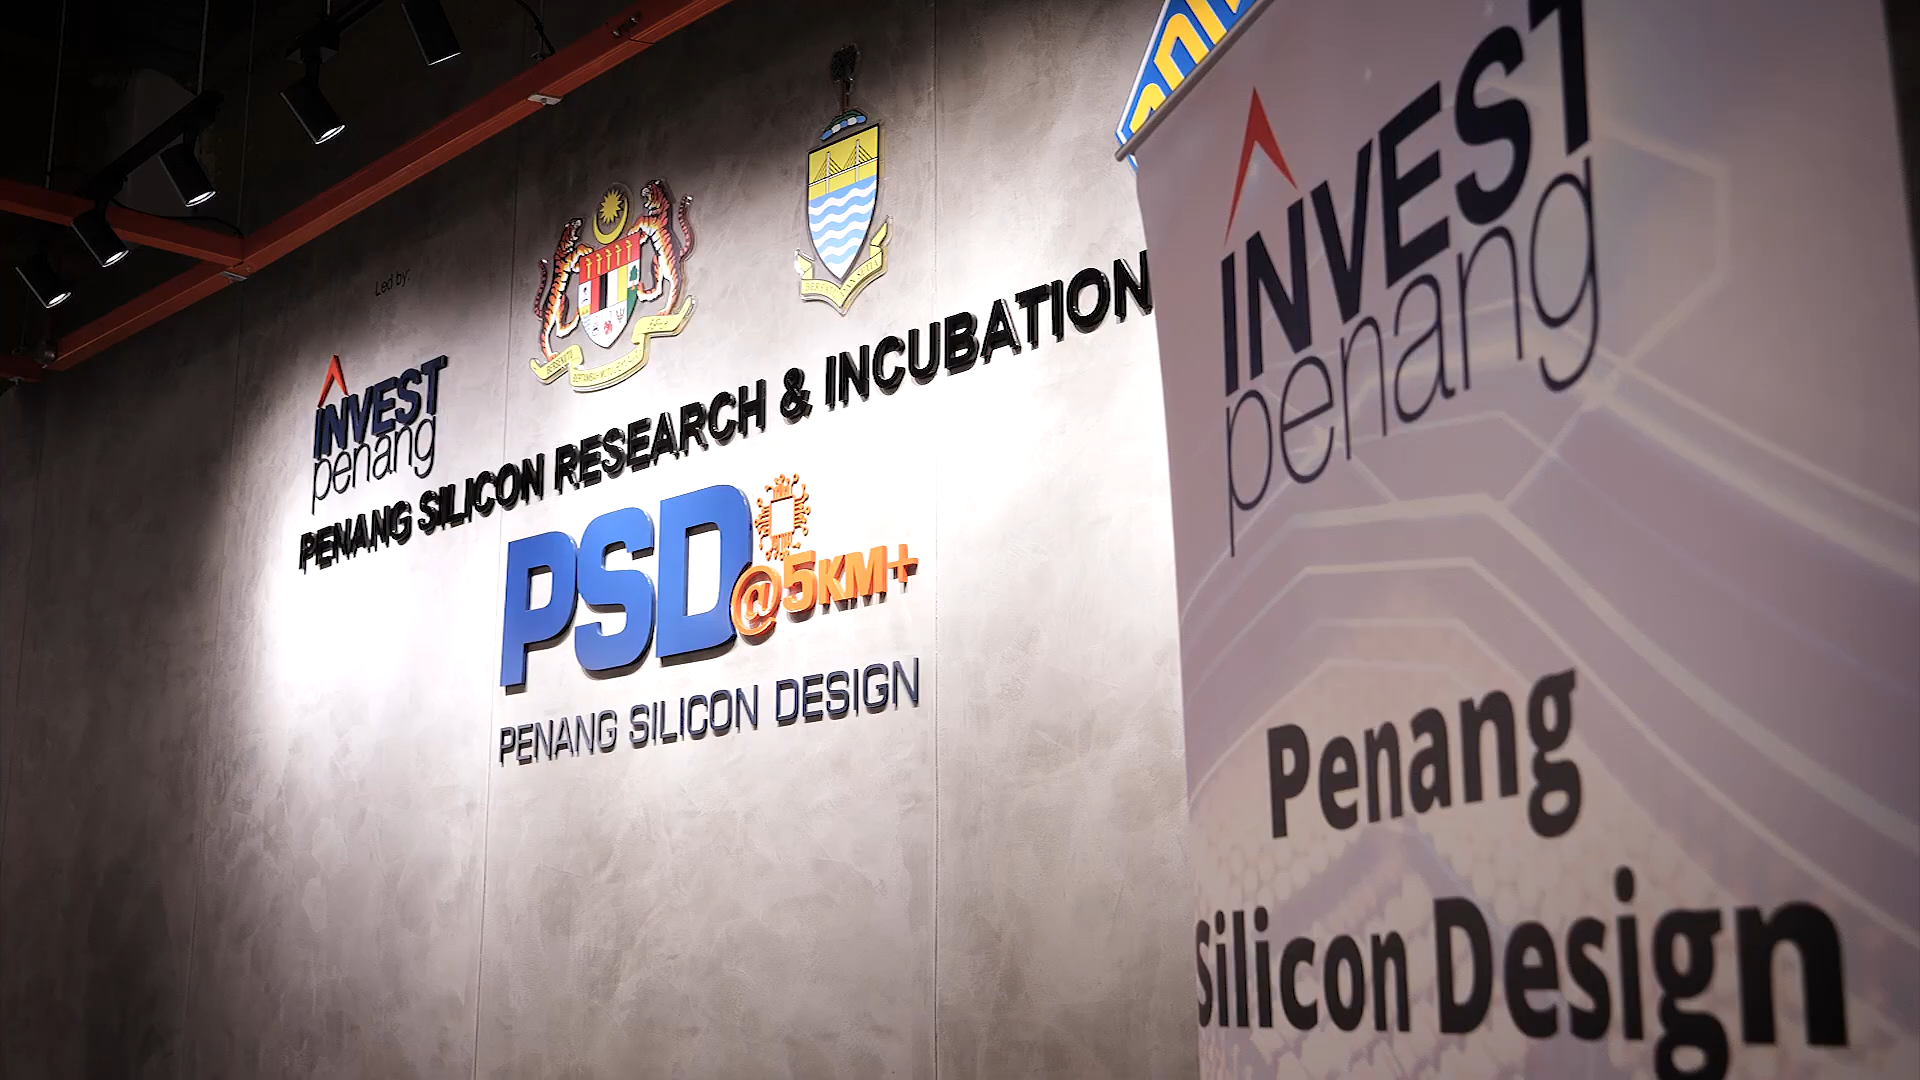 Led by:
INVEST
penang
PENANG SILICON RESEARCH & INCUBATION
PSD
@5KM+
PENANG SILICON DESIGN
INVEST
penang
Penang
Silicon Design